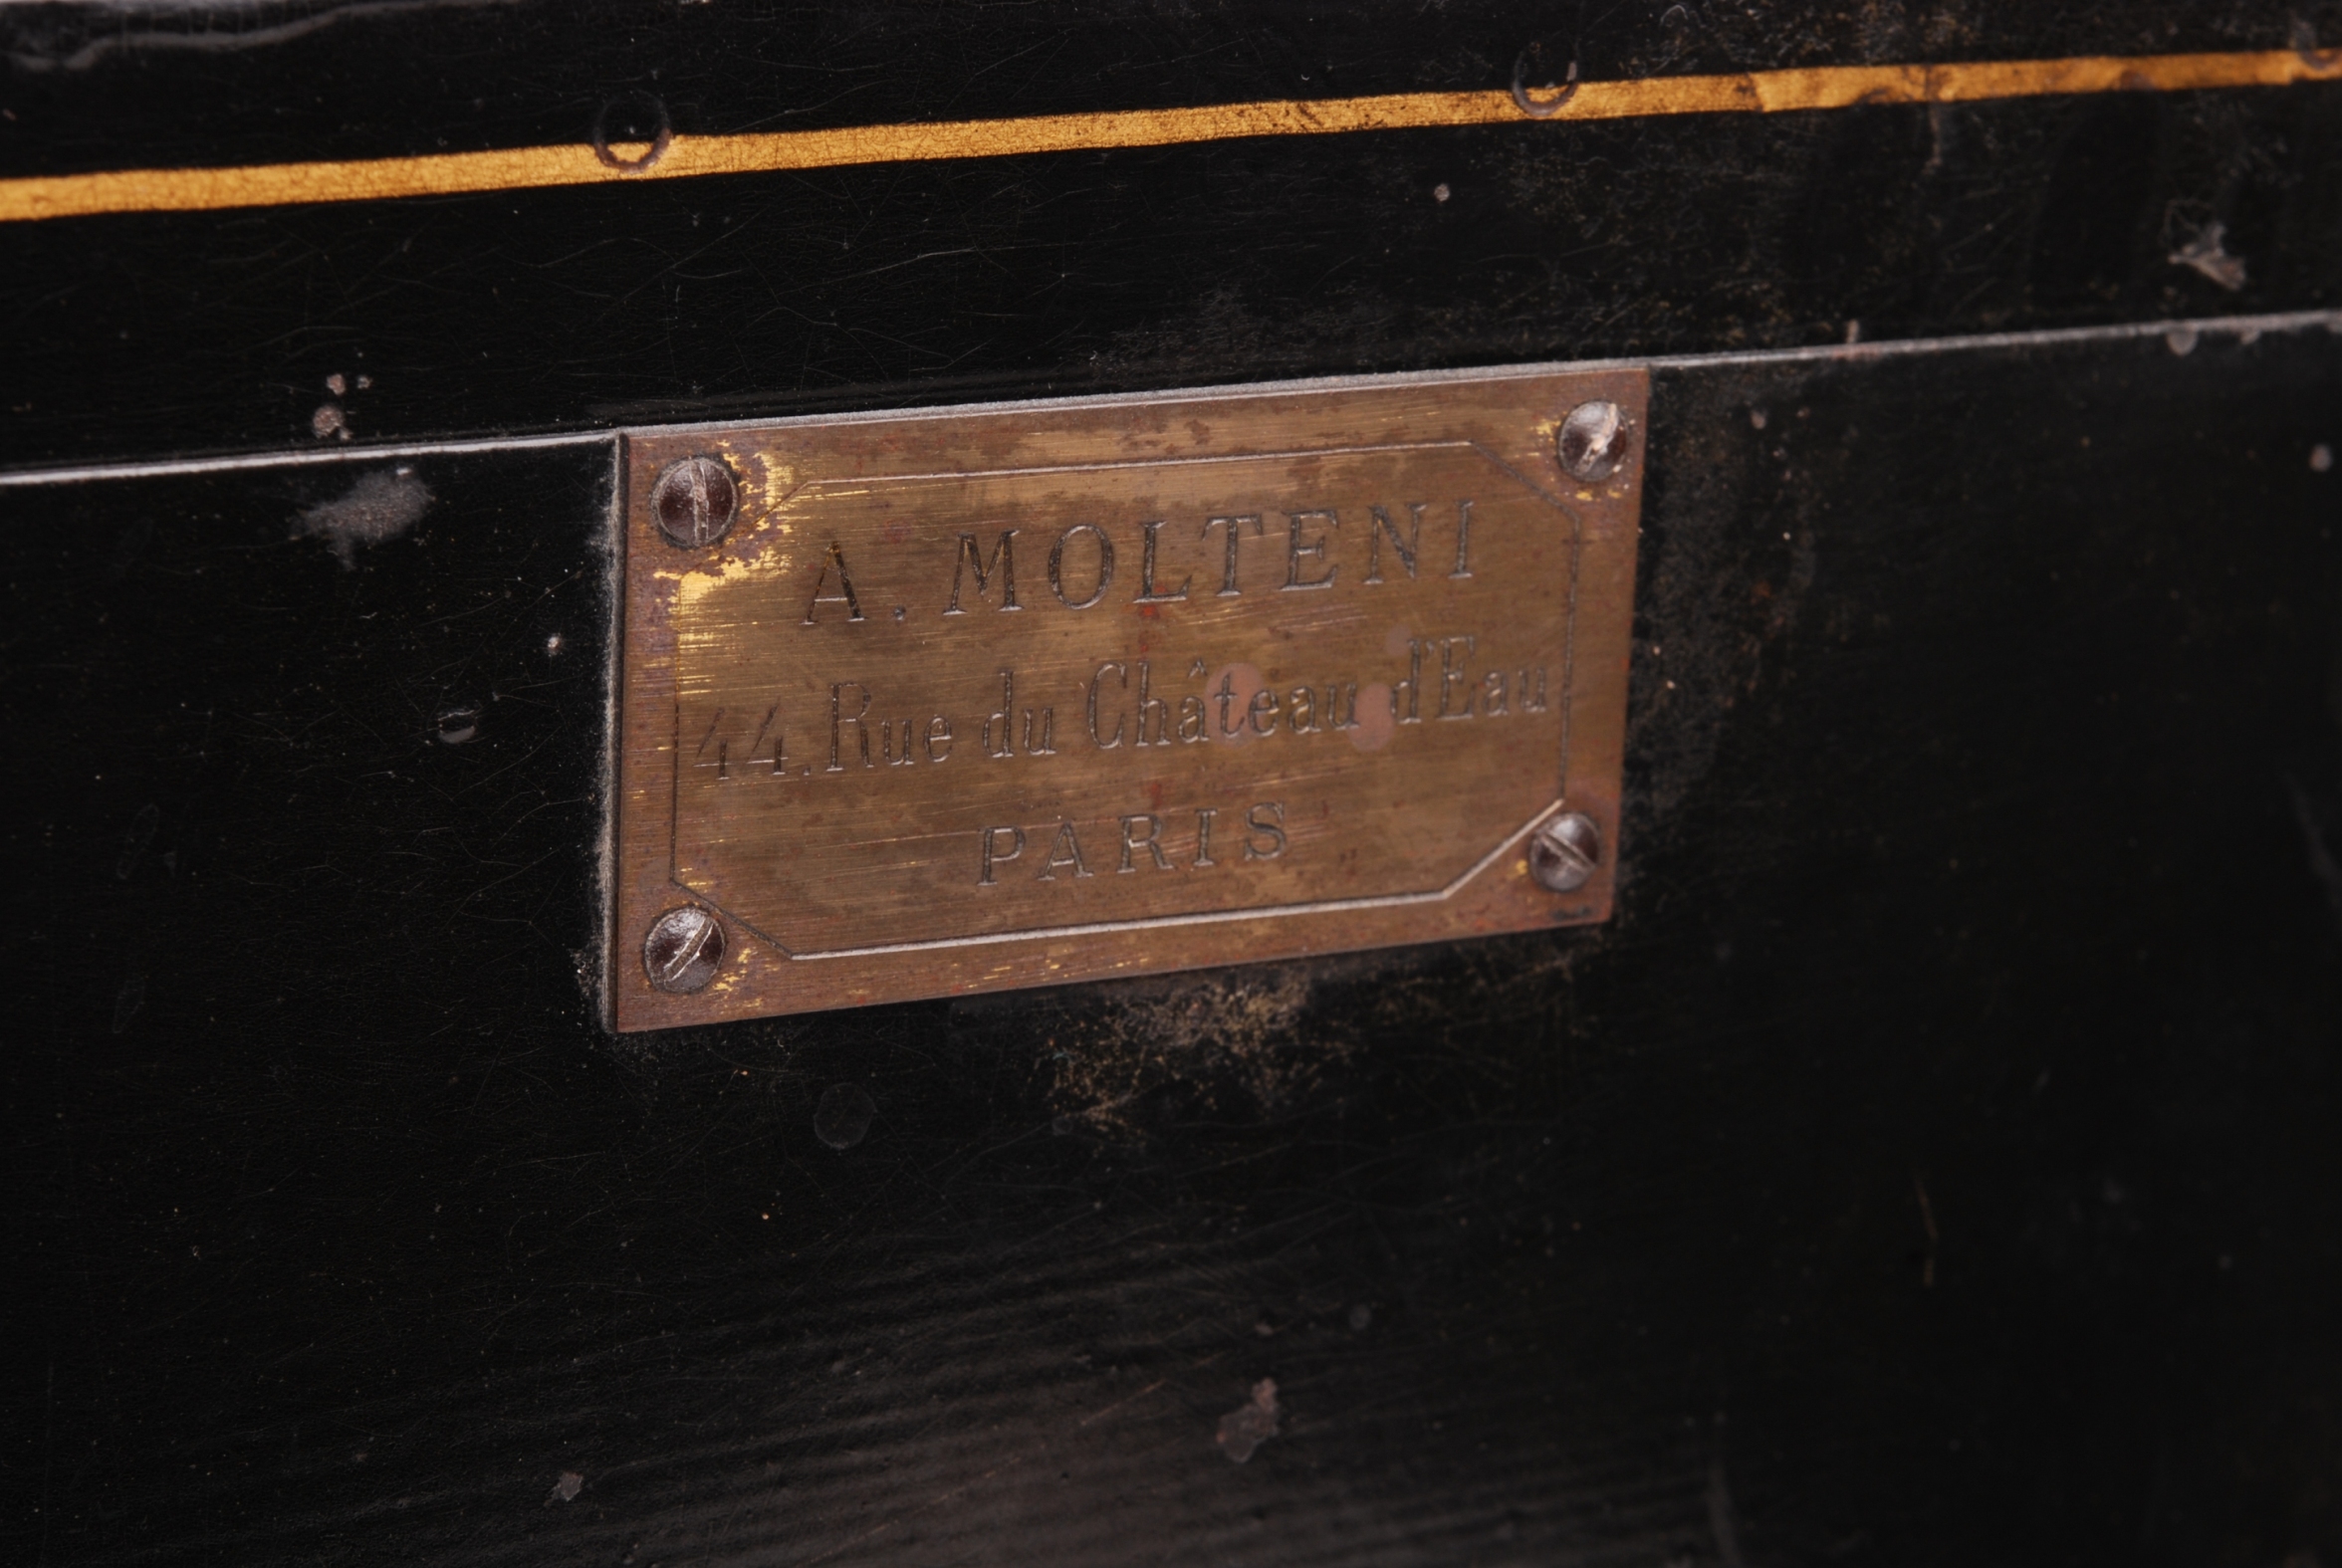 A. MOLTENI
44. Rue du Château d'Eau
PARIS